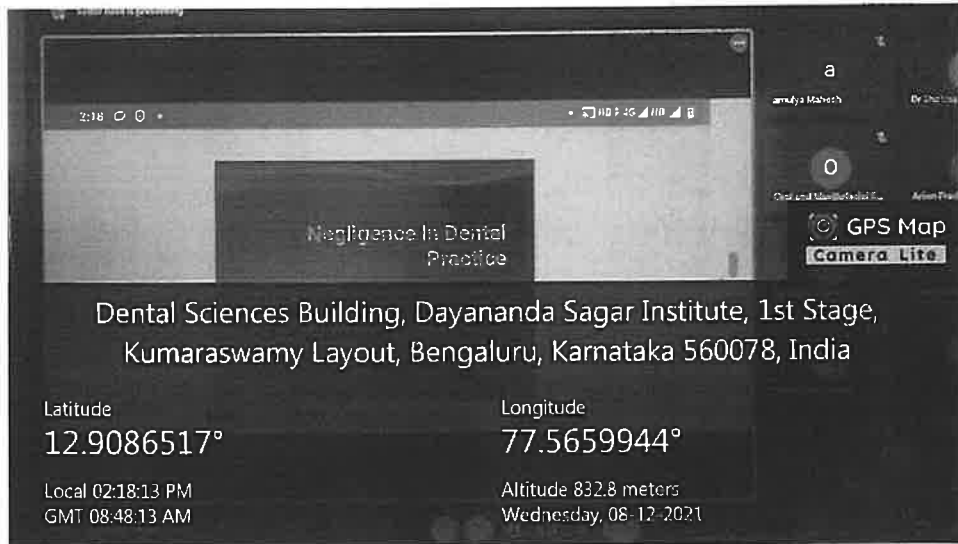 2:18
4G
a
amulya Mahesh
O
Negligence In Dental
Practice
GPS Map
Camera Lite
Dental Sciences Building, Dayananda Sagar Institute, 1st Stage,
Kumaraswamy Layout, Bengaluru, Karnataka 560078, India
Latitude
12.9086517°
Longitude
77.5659944°
Local 02:18:13 PM
GMT 08:48:13 AM
Altitude 832.8 meters
Wednesday, 08-12-2021